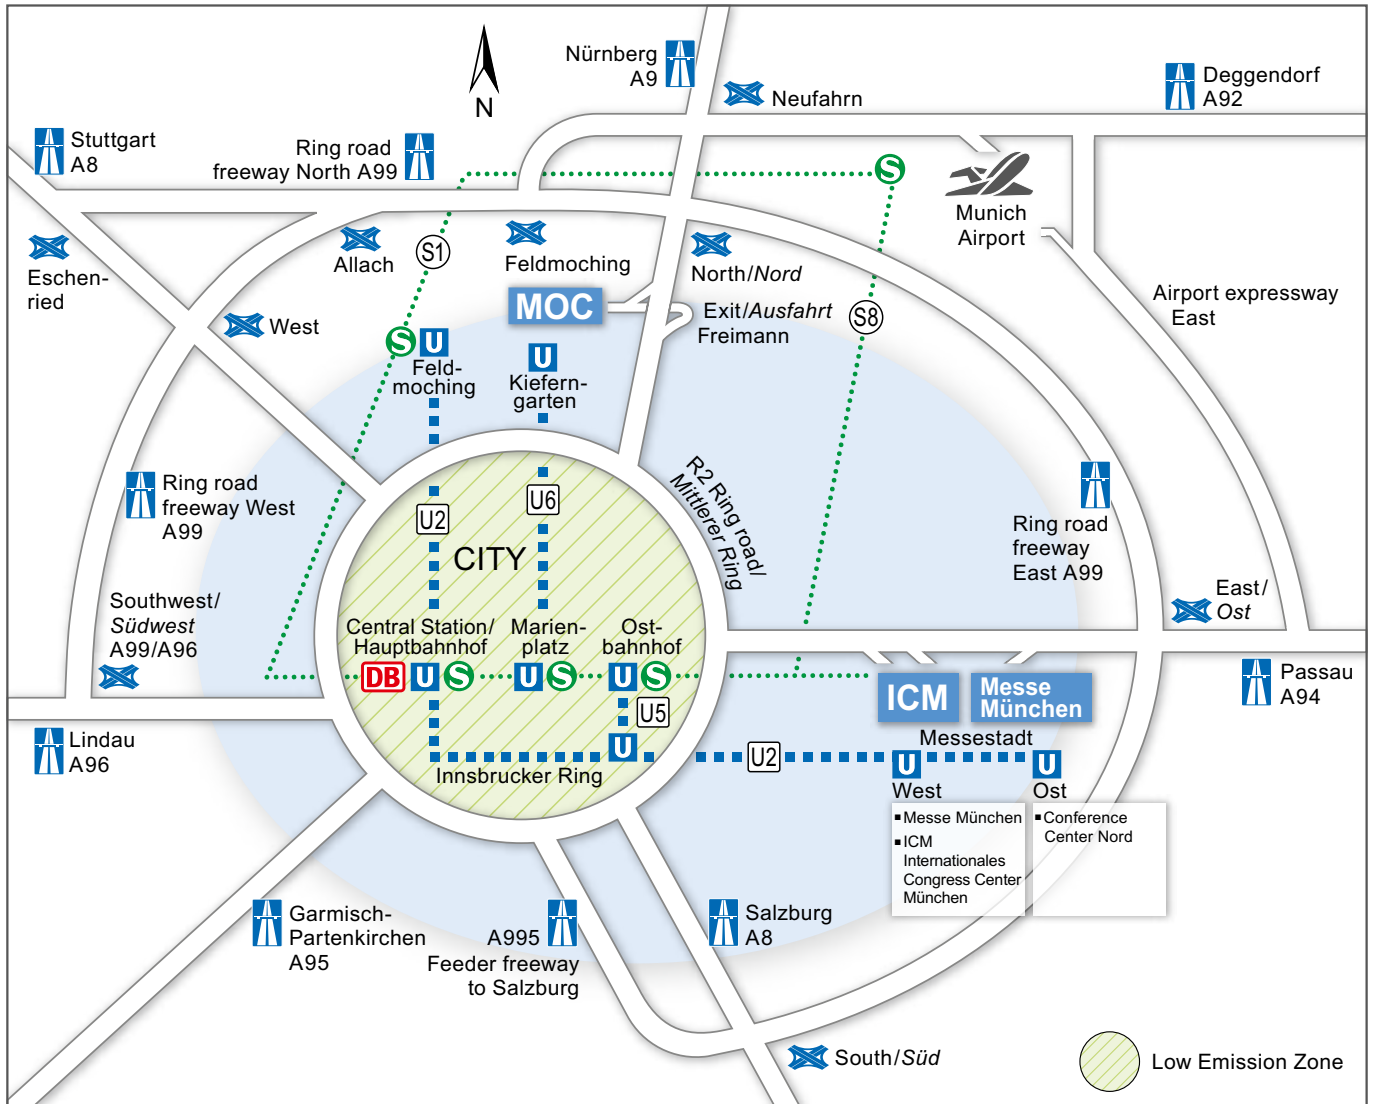 Nürnberg
A9
N
Neufahrn
Deggendorf
A92
Stuttgart
A8
Ring road
freeway North A99
S
Munich
Airport
Eschen-
ried
Allach
S1
Feldmoching
North/Nord
MOC
Exit/Ausfahrt
Freimann
S8
Airport expressway
East
West
S U
Feld-
moching
U
Kiefern-
garten
Ring road
freeway West
A99
U2
U6
R2 Ring road/
Mittlerer Ring
CITY
Ring road
freeway
East A99
Southwest/
Südwest
A99/A96
East/
Ost
Central Station/
Hauptbahnhof
Marien-
platz
Ost-
bahnhof
DB U S
U S
U S
U5
ICM
Messe
München
Passau
A94
Lindau
A96
U
Innsbrucker Ring
U2
Messestadt
U
West
U
Ost
Messe München
ICM
Internationales
Congress Center
München
Conference
Center Nord
Garmisch-
Partenkirchen
A95
A995
Feeder freeway
to Salzburg
Salzburg
A8
South/Süd
Low Emission Zone